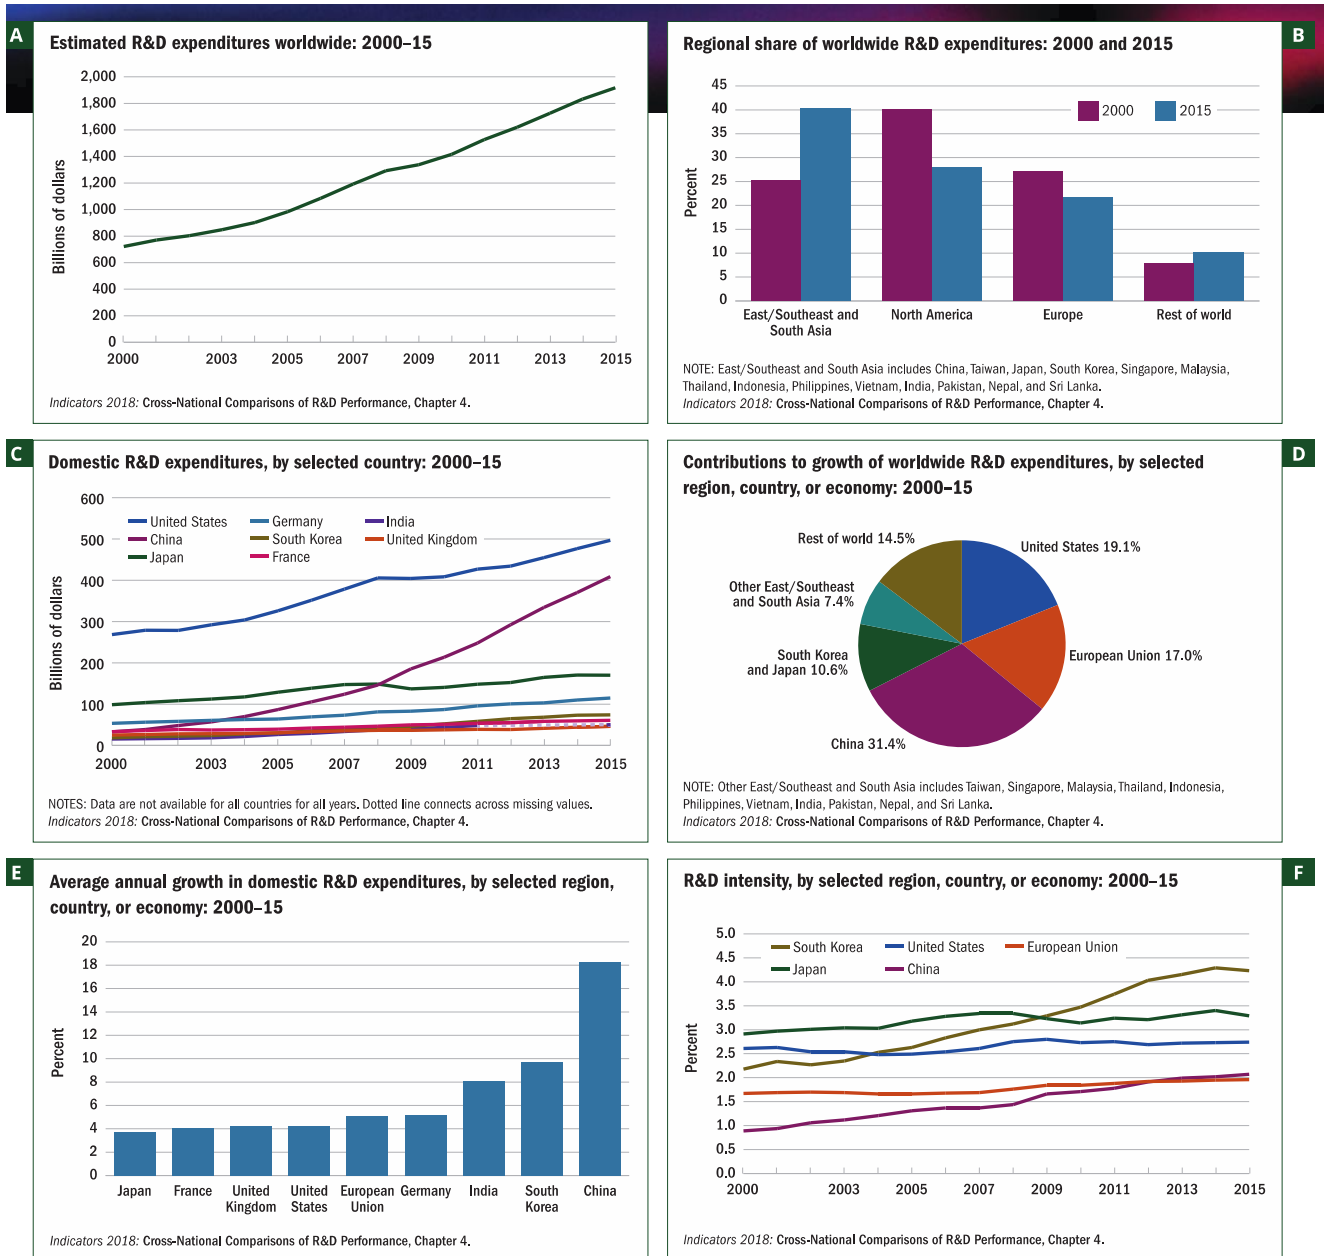 A
Estimated R&D expenditures worldwide: 2000–15
Billions of dollars
2,000
1,800
1,600
1,400
1,200
1,000
800
600
400
200
0
2000
2003
2005
2007
2009
2011
2013
2015
Indicators 2018: Cross-National Comparisons of R&D Performance, Chapter 4.
B
Regional share of worldwide R&D expenditures: 2000 and 2015
Percent
45
40
35
30
25
20
15
10
5
0
2000
2015
East/Southeast and
South Asia
North America
Europe
Rest of world
NOTE: East/Southeast and South Asia includes China, Taiwan, Japan, South Korea, Singapore, Malaysia,
Thailand, Indonesia, Philippines, Vietnam, India, Pakistan, Nepal, and Sri Lanka.
Indicators 2018: Cross-National Comparisons of R&D Performance, Chapter 4.
C
Domestic R&D expenditures, by selected country: 2000–15
Billions of dollars
600
500
400
300
200
100
0
United States
Germany
India
China
South Korea
United Kingdom
Japan
France
2000
2003
2005
2007
2009
2011
2013
2015
NOTES: Data are not available for all countries for all years. Dotted line connects across missing values.
Indicators 2018: Cross-National Comparisons of R&D Performance, Chapter 4.
D
Contributions to growth of worldwide R&D expenditures, by selected
region, country, or economy: 2000–15
Rest of world 14.5%
United States 19.1%
Other East/Southeast
and South Asia 7.4%
South Korea
and Japan 10.6%
European Union 17.0%
China 31.4%
NOTE: Other East/Southeast and South Asia includes Taiwan, Singapore, Malaysia, Thailand, Indonesia,
Philippines, Vietnam, India, Pakistan, Nepal, and Sri Lanka.
Indicators 2018: Cross-National Comparisons of R&D Performance, Chapter 4.
E
Average annual growth in domestic R&D expenditures, by selected region,
country, or economy: 2000–15
Percent
20
18
16
14
12
10
8
6
4
2
0
Japan
France
United
Kingdom
United
States
European
Union
Germany
India
South
Korea
China
Indicators 2018: Cross-National Comparisons of R&D Performance, Chapter 4.
F
R&D intensity, by selected region, country, or economy: 2000–15
Percent
5.0
4.5
4.0
3.5
3.0
2.5
2.0
1.5
1.0
0.5
0.0
South Korea
United States
European Union
Japan
China
2000
2003
2005
2007
2009
2011
2013
2015
Indicators 2018: Cross-National Comparisons of R&D Performance, Chapter 4.